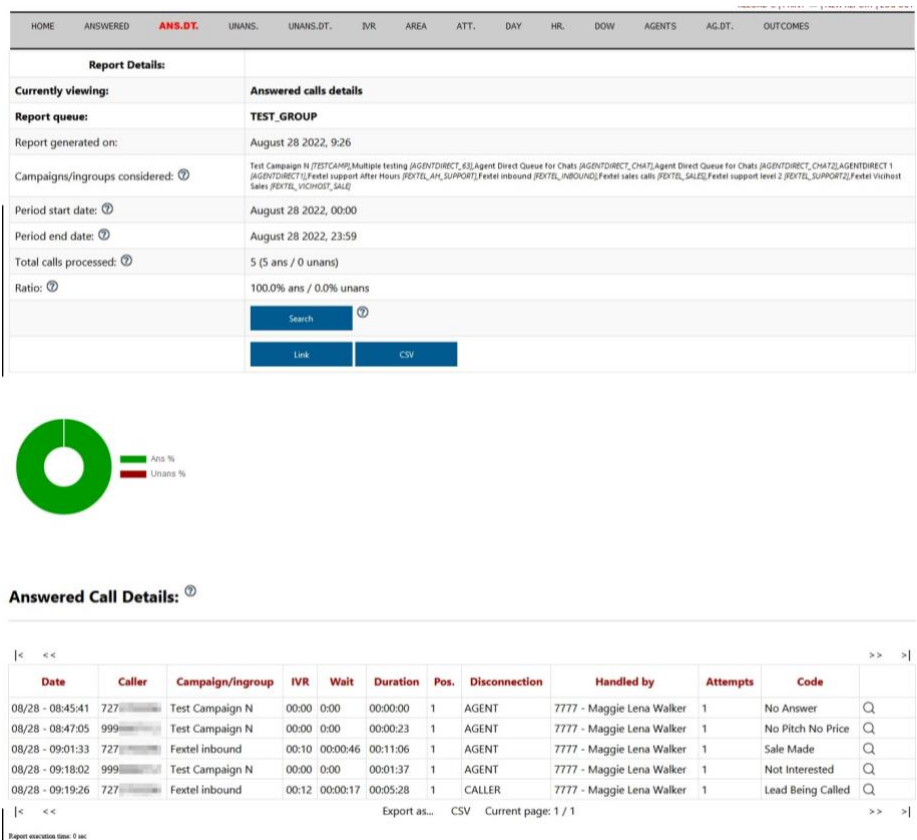 HOME ANSWERED ANS.DT. UNANS. UNANS.DT. IVR AREA ATT. DAY HR. DOW AGENTS AG.DT. OUTCOMES
Report Details:
Currently viewing: Answered calls details
Report queue: TEST_GROUP
Report generated on: August 28 2022, 9:26
Campaigns/ingroups considered: Test Campaign N [TESTCAMP],Multiple testing [AGENTDIRECT_63],Agent Direct Queue for Chats [AGENTDIRECT_CHAT],Agent Direct Queue for Chats [AGENTDIRECT_CHAT2],AGENTDIRECT 1
[AGENTDIRECT1],Fextel support After Hours [FEXTEL_AH_SUPPORT],Fextel inbound [FEXTEL_INBOUND],Fextel sales calls [FEXTEL_SALES],Fextel support level 2 [FEXTEL_SUPPORT2],Fextel Vicihost
Sales [FEXTEL_VICIHOST_SALE]
Period start date: August 28 2022, 00:00
Period end date: August 28 2022, 23:59
Total calls processed: 5 (5 ans / 0 unans)
Ratio: 100.0% ans / 0.0% unans
Search
Link CSV
Ans %
Unans %
Answered Call Details:
|< << >> >|
Date Caller Campaign/ingroup IVR Wait Duration Pos. Disconnection Handled by Attempts Code
08/28 - 08:45:41 727 Test Campaign N 00:00 0:00 00:00:00 1 AGENT 7777 - Maggie Lena Walker 1 No Answer
08/28 - 08:47:05 999 Test Campaign N 00:00 0:00 00:00:23 1 AGENT 7777 - Maggie Lena Walker 1 No Pitch No Price
08/28 - 09:01:33 727 Fextel inbound 00:10 00:00:46 00:11:06 1 AGENT 7777 - Maggie Lena Walker 1 Sale Made
08/28 - 09:18:02 999 Test Campaign N 00:00 0:00 00:01:37 1 AGENT 7777 - Maggie Lena Walker 1 Not Interested
08/28 - 09:19:26 727 Fextel inbound 00:12 00:00:17 00:05:28 1 CALLER 7777 - Maggie Lena Walker 1 Lead Being Called
|< << Export as... CSV Current page: 1 / 1 >> >|
Report execution time: 0 sec